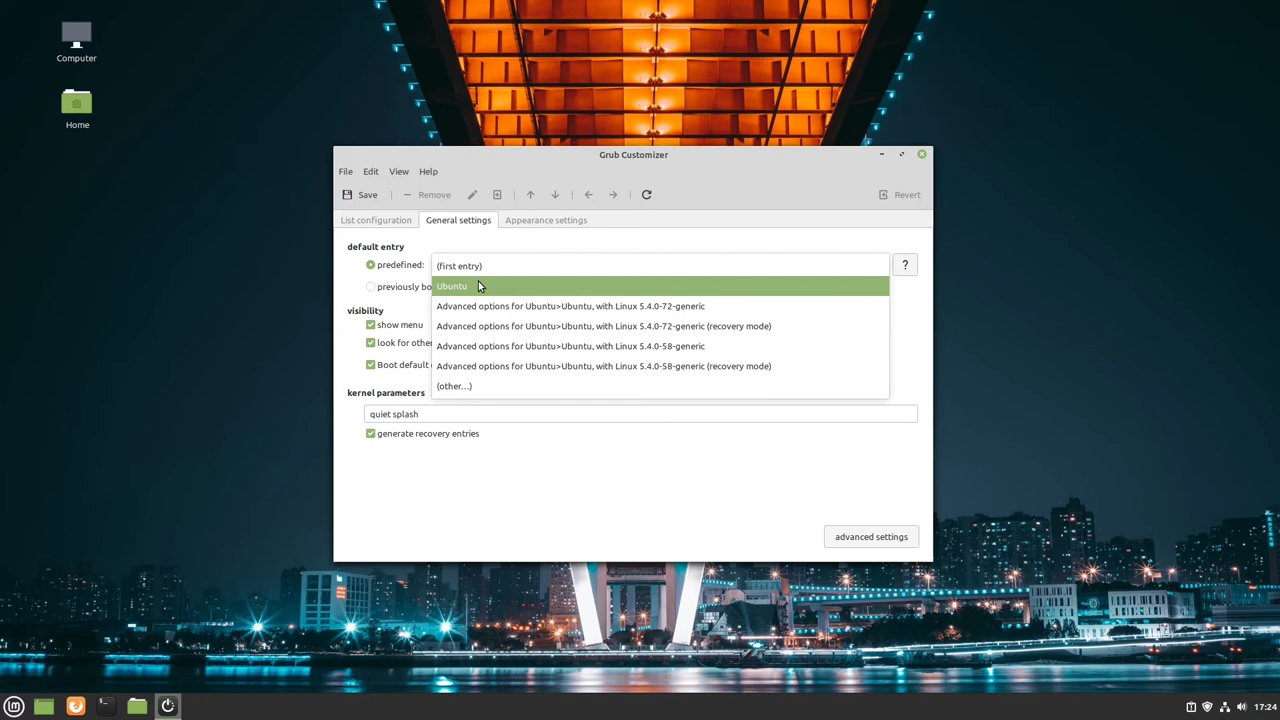 Computer
Home
Grub Customizer
File Edit View Help
Save Remove Revert
List configuration General settings Appearance settings
default entry
predefined: (first entry) ?
previously bo Ubuntu
Advanced options for Ubuntu>Ubuntu, with Linux 5.4.0-72-generic
visibility
show menu Advanced options for Ubuntu>Ubuntu, with Linux 5.4.0-72-generic (recovery mode)
look for other Advanced options for Ubuntu>Ubuntu, with Linux 5.4.0-58-generic
Boot default Advanced options for Ubuntu>Ubuntu, with Linux 5.4.0-58-generic (recovery mode)
(other...)
kernel parameters
quiet splash
generate recovery entries
advanced settings
17:24